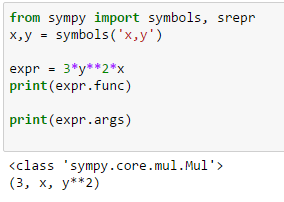 from sympy import symbols, srepr
x,y = symbols('x,y')
expr = 3*y**2*x
print(expr.func)
print(expr.args)
<class 'sympy.core.mul.Mul'>
(3, x, y**2)